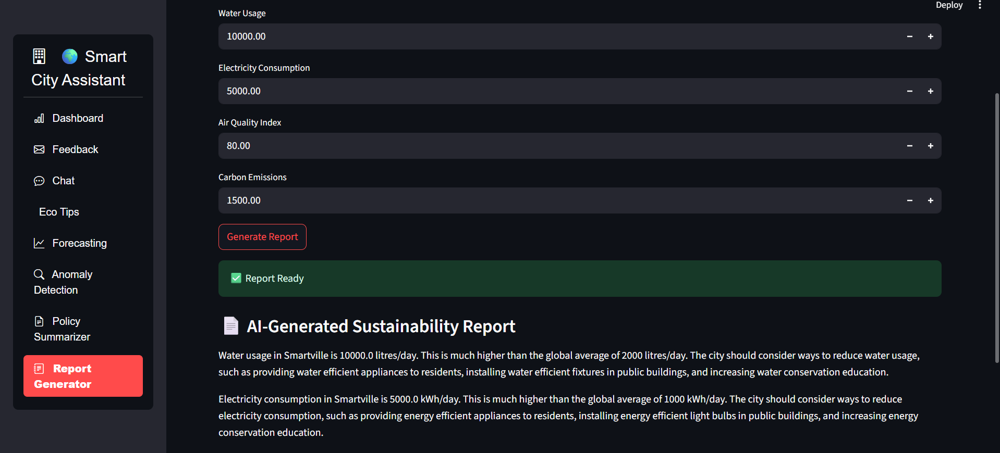 Deploy
Smart
City Assistant
Dashboard
Feedback
Chat
Eco Tips
Forecasting
Anomaly
Detection
Policy
Summarizer
Report
Generator
Water Usage
10000.00
Electricity Consumption
5000.00
Air Quality Index
80.00
Carbon Emissions
1500.00
Generate Report
Report Ready
AI-Generated Sustainability Report
Water usage in Smartville is 10000.0 litres/day. This is much higher than the global average of 2000 litres/day. The city should consider ways to reduce water usage,
such as providing water efficient appliances to residents, installing water efficient fixtures in public buildings, and increasing water conservation education.
Electricity consumption in Smartville is 5000.0 kWh/day. This is much higher than the global average of 1000 kWh/day. The city should consider ways to reduce
electricity consumption, such as providing energy efficient appliances to residents, installing energy efficient light bulbs in public buildings, and increasing energy
conservation education.